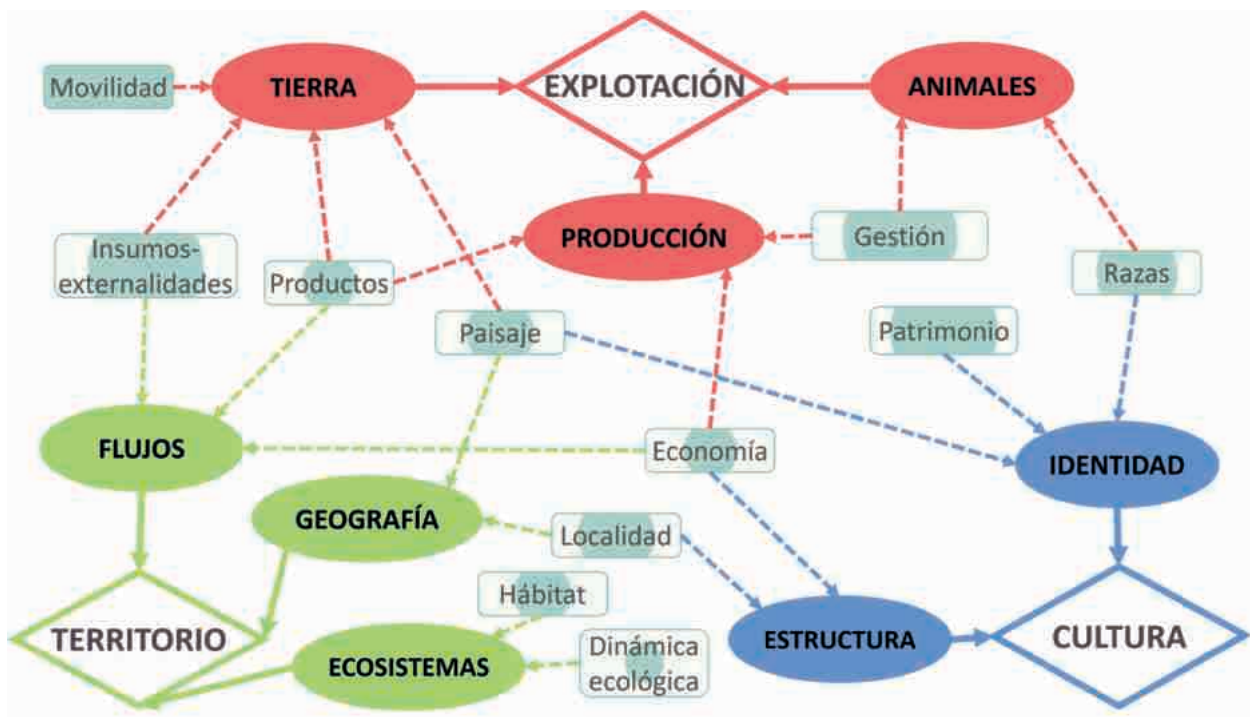 EXPLOTACIÓN
Movilidad
TIERRA
ANIMALES
PRODUCCIÓN
Gestión
Insumos-
externalidades
Productos
Razas
Paisaje
Patrimonio
FLUJOS
Economía
IDENTIDAD
GEOGRAFÍA
Localidad
Hábitat
TERRITORIO
ESTRUCTURA
CULTURA
ECOSISTEMAS
Dinámica
ecológica